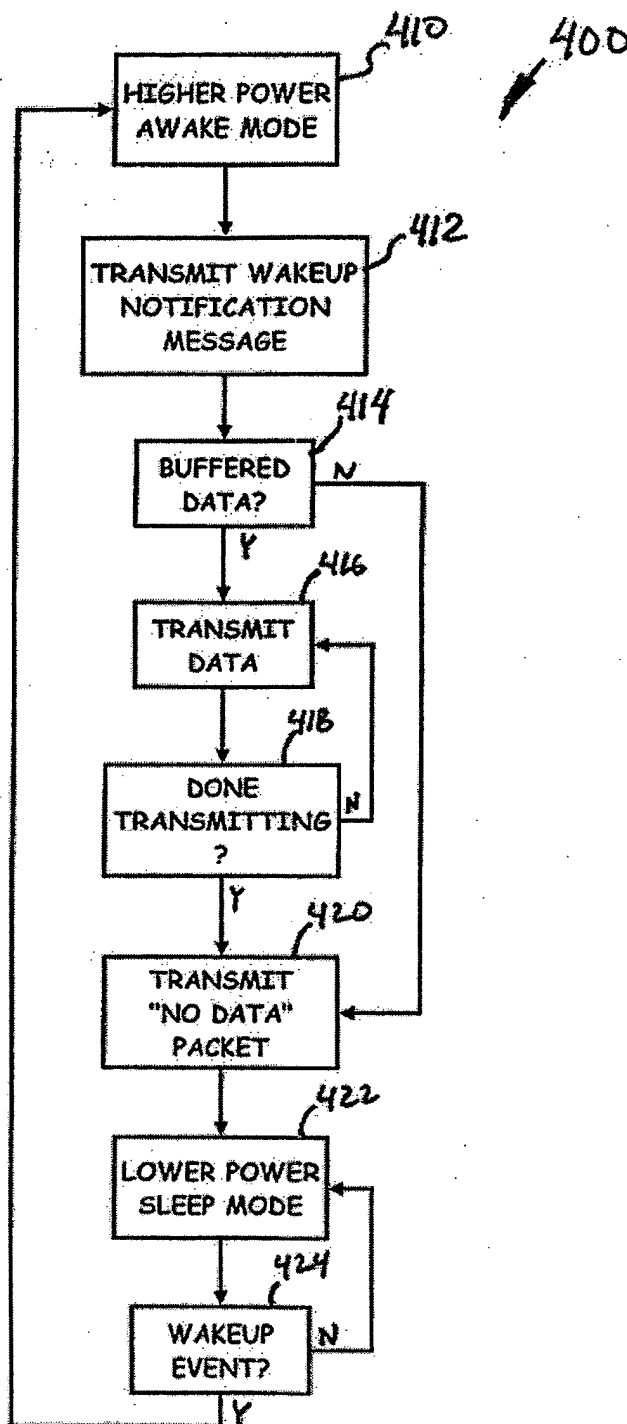 410
400
HIGHER POWER
AWAKE MODE
412
TRANSMIT WAKEUP
NOTIFICATION
MESSAGE
414
BUFFERED
DATA?
N
Y
416
TRANSMIT
DATA
418
DONE
TRANSMITTING
?
N
Y
420
TRANSMIT
"NO DATA"
PACKET
422
LOWER POWER
SLEEP MODE
424
WAKEUP
EVENT?
N
Y